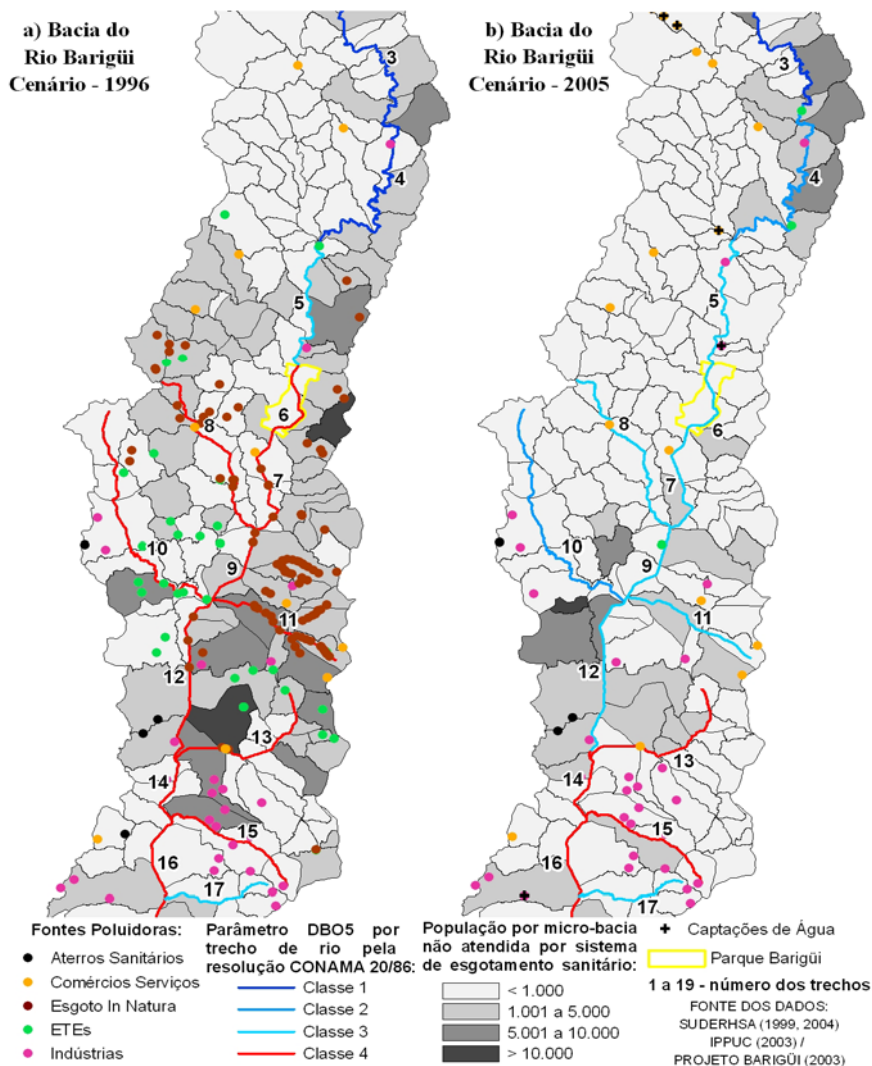 a) Bacia do
Rio Barigüi
Cenário - 1996
3
4
5
6
8
7
10
9
11
12
13
14
15
16
17
b) Bacia do
Rio Barigüi
Cenário - 2005
3
4
5
6
8
7
10
9
11
12
13
14
15
16
17
Fontes Poluidoras:
Aterros Sanitários
Comércios Serviços
Esgoto In Natura
ETEs
Indústrias
Parâmetro DBO5 por
trecho de rio pela
resolução CONAMA 20/86:
Classe 1
Classe 2
Classe 3
Classe 4
População por micro-bacia
não atendida por sistema
de esgotamento sanitário:
< 1.000
1.001 a 5.000
5.001 a 10.000
> 10.000
Captações de Água
Parque Barigüi
1 a 19 - número dos trechos
FONTE DOS DADOS:
SUDERHSA (1999, 2004)
IPPUC (2003) /
PROJETO BARIGÜI (2003)